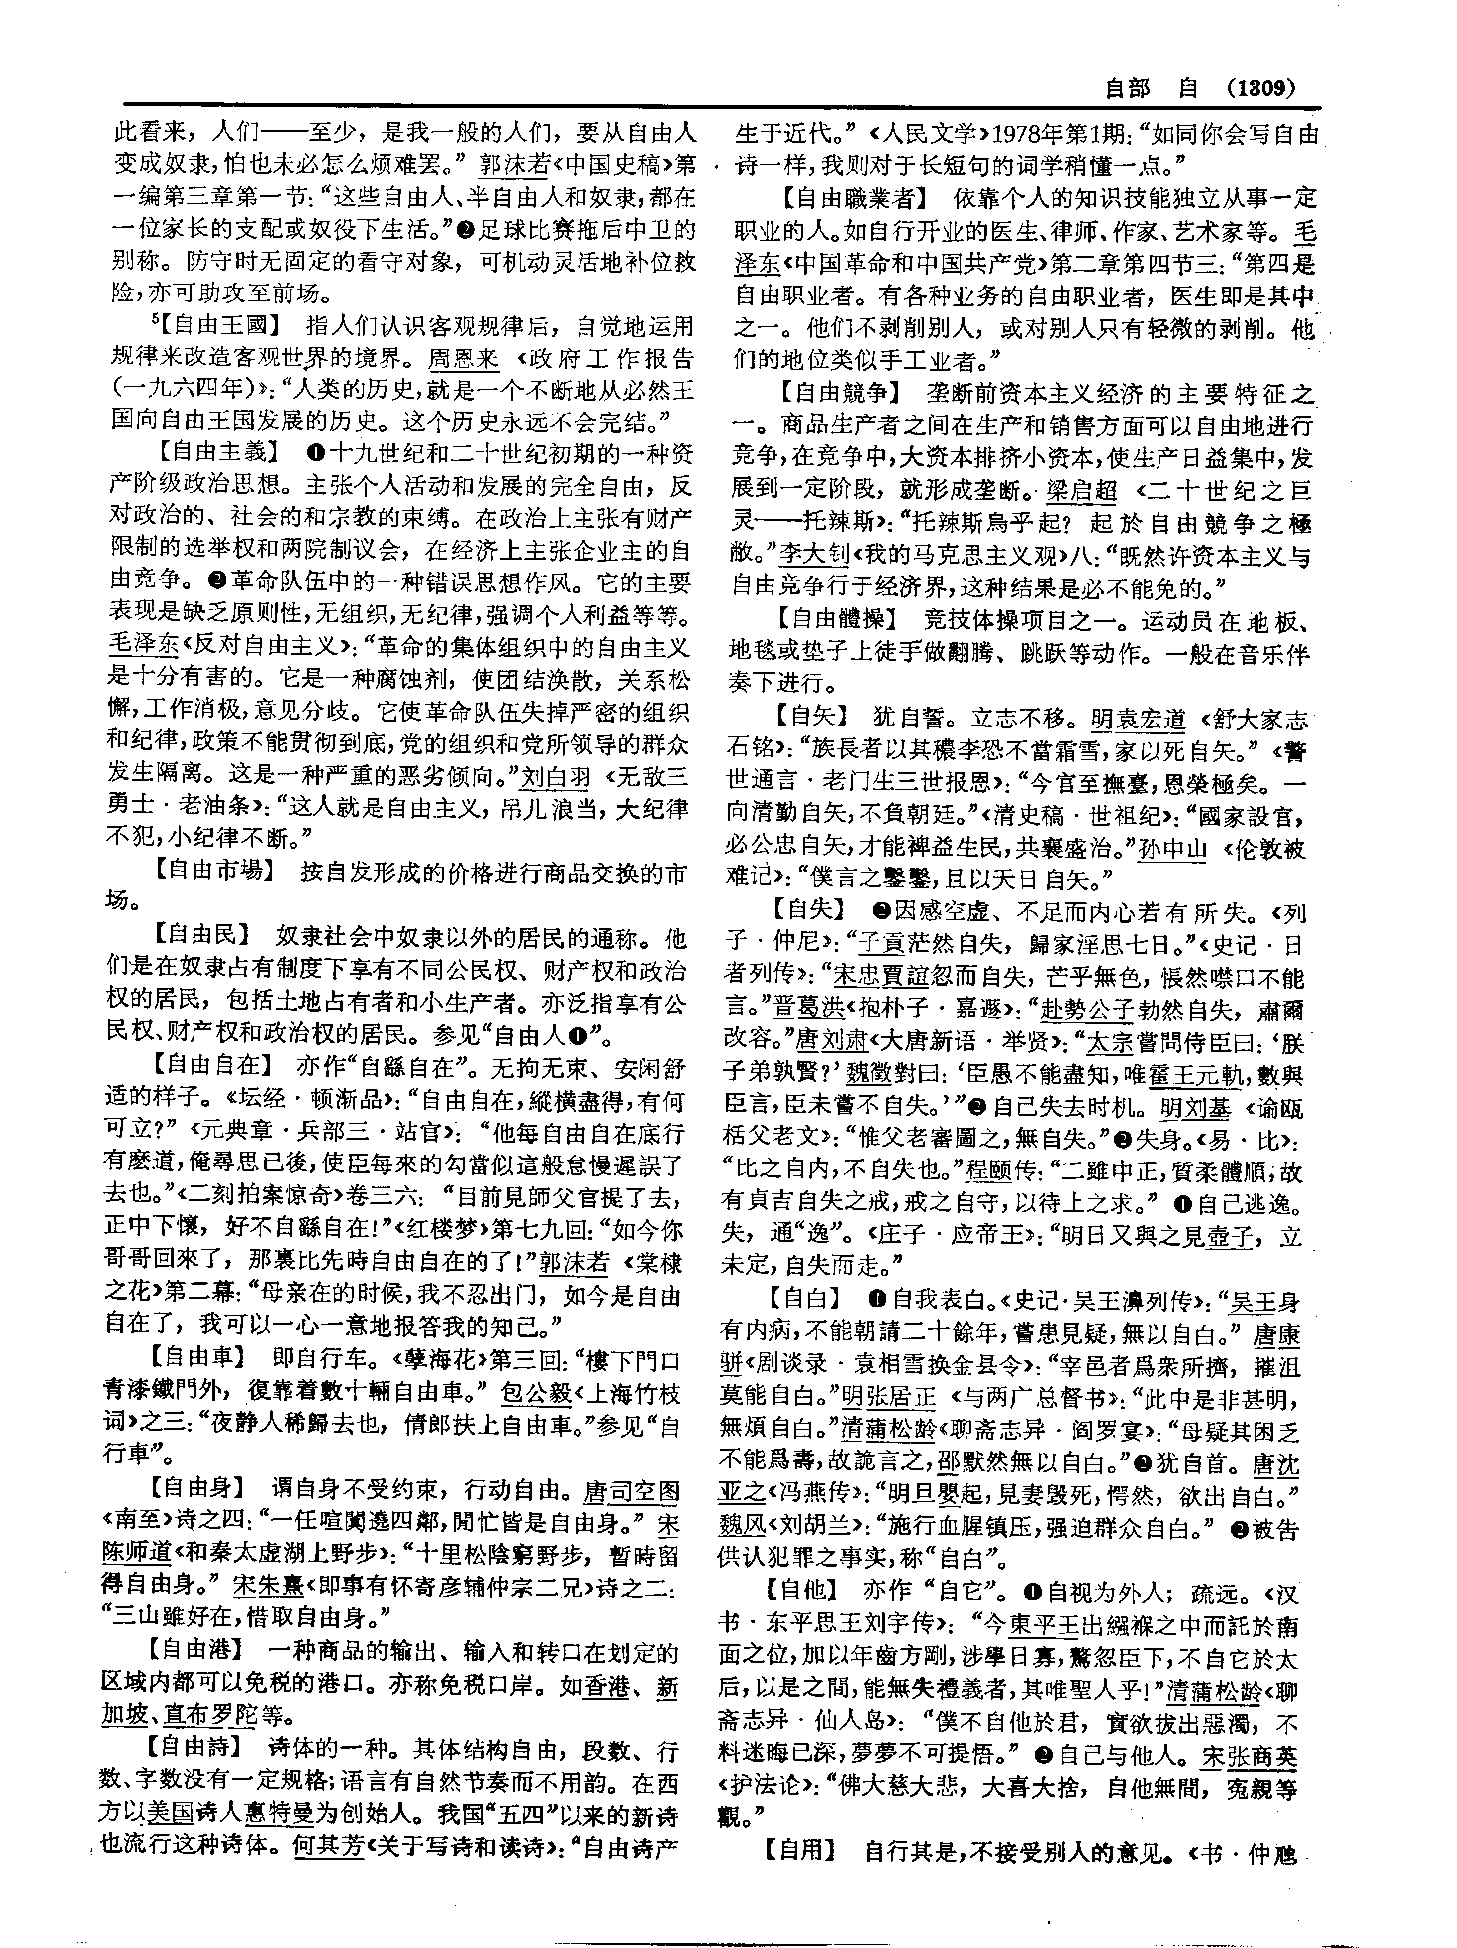 自部　自　（1309）
此看来，人们——至少，是我一般的人们，要从自由人
变成奴隶，怕也未必怎么烦难罢。”郭沫若《中国史稿》第
一编第三章第一节：“这些自由人、半自由人和奴隶，都在
一位家长的支配或奴役下生活。”❷足球比赛拖后中卫的
别称。防守时无固定的看守对象，可机动灵活地补位救
险，亦可助攻至前场。
⁵【自由王國】　指人们认识客观规律后，自觉地运用
规律来改造客观世界的境界。周恩来《政府工作报告
（一九六四年）》：“人类的历史，就是一个不断地从必然王
国向自由王国发展的历史。这个历史永远不会完结。”
【自由主義】　❶十九世纪和二十世纪初期的一种资
产阶级政治思想。主张个人活动和发展的完全自由，反
对政治的、社会的和宗教的束缚。在政治上主张有财产
限制的选举权和两院制议会，在经济上主张企业主的自
由竞争。❷革命队伍中的一种错误思想作风。它的主要
表现是缺乏原则性，无组织，无纪律，强调个人利益等等。
毛泽东《反对自由主义》：“革命的集体组织中的自由主义
是十分有害的。它是一种腐蚀剂，使团结涣散，关系松
懈，工作消极，意见分歧。它使革命队伍失掉严密的组织
和纪律，政策不能贯彻到底，党的组织和党所领导的群众
发生隔离。这是一种严重的恶劣倾向。”刘白羽《无敌三
勇士·老油条》：“这人就是自由主义，吊儿浪当，大纪律
不犯，小纪律不断。”
【自由市場】　按自发形成的价格进行商品交换的市
场。
【自由民】　奴隶社会中奴隶以外的居民的通称。他
们是在奴隶占有制度下享有不同公民权、财产权和政治
权的居民，包括土地占有者和小生产者。亦泛指享有公
民权、财产权和政治权的居民。参见“自由人❶”。
【自由自在】　亦作“自繇自在”。无拘无束、安闲舒
适的样子。《坛经·顿渐品》：“自由自在，縱横盡得，有何
可立？”《元典章·兵部三·站官》：“他每自由自在底行
有麽道，俺尋思已後，使臣每來的勾當似這般怠慢遲誤了
去也。”《二刻拍案惊奇》卷三六：“目前見師父官提了去，
正中下懷，好不自繇自在！”《红楼梦》第七九回：“如今你
哥哥回來了，那裏比先時自由自在的了！”郭沫若《棠棣
之花》第二幕：“母亲在的时候，我不忍出门，如今是自由
自在了，我可以一心一意地报答我的知己。”
【自由車】　即自行车。《孽海花》第三回：“樓下門口
青漆鐵門外，復靠着數十輛自由車。”包公毅《上海竹枝
词》之三：“夜静人稀歸去也，情郎扶上自由車。”参见“自
行車”。
【自由身】　谓自身不受约束，行动自由。唐司空图
《南至》诗之四：“一任喧闐遶四鄰，閒忙皆是自由身。”宋
陈师道《和秦太虚湖上野步》：“十里松陰窮野步，暫時留
得自由身。”宋朱熹《即事有怀寄彦辅仲宗二兄》诗之二：
“三山雖好在，惜取自由身。”
【自由港】　一种商品的输出、输入和转口在划定的
区域内都可以免税的港口。亦称免税口岸。如香港、新
加坡、直布罗陀等。
【自由詩】　诗体的一种。其体结构自由，段数、行
数、字数没有一定规格；语言有自然节奏而不用韵。在西
方以美国诗人惠特曼为创始人。我国“五四”以来的新诗
也流行这种诗体。何其芳《关于写诗和读诗》：“自由诗产
生于近代。”《人民文学》1978年第1期：“如同你会写自由
诗一样，我则对于长短句的词学稍懂一点。”
【自由職業者】　依靠个人的知识技能独立从事一定
职业的人。如自行开业的医生、律师、作家、艺术家等。毛
泽东《中国革命和中国共产党》第二章第四节三：“第四是
自由职业者。有各种业务的自由职业者，医生即是其中
之一。他们不剥削别人，或对别人只有轻微的剥削。他
们的地位类似手工业者。”
【自由競争】　垄断前资本主义经济的主要特征之
一。商品生产者之间在生产和销售方面可以自由地进行
竞争，在竞争中，大资本排挤小资本，使生产日益集中，发
展到一定阶段，就形成垄断。梁启超《二十世纪之巨
灵——托辣斯》：“托辣斯烏乎起？起於自由競争之極
敝。”李大钊《我的马克思主义观》八：“既然许资本主义与
自由竞争行于经济界，这种结果是必不能免的。”
【自由體操】　竞技体操项目之一。运动员在地板、
地毯或垫子上徒手做翻腾、跳跃等动作。一般在音乐伴
奏下进行。
【自矢】　犹自誓。立志不移。明袁宏道《舒大家志
石铭》：“族長者以其穠李恐不當霜雪，家以死自矢。”《警
世通言·老门生三世报恩》：“今官至撫臺，恩榮極矣。一
向清勤自矢，不負朝廷。”《清史稿·世祖纪》：“國家設官，
必公忠自矢，才能裨益生民，共襄盛治。”孙中山《伦敦被
难记》：“僕言之鑿鑿，且以天日自矢。”
【自失】　❷因感空虚、不足而内心若有所失。《列
子·仲尼》：“子貢茫然自失，歸家淫思七日。”《史记·日
者列传》：“宋忠賈誼忽而自失，芒乎無色，悵然噤口不能
言。”晋葛洪《抱朴子·嘉遯》：“赴勢公子勃然自失，肅爾
改容。”唐刘肃《大唐新语·举贤》：“太宗嘗問侍臣曰：‘朕
子弟孰賢？’魏徵對曰：‘臣愚不能盡知，唯霍王元軌，數與
臣言，臣未嘗不自失。’”❷自己失去时机。明刘基《谕瓯
栝父老文》：“惟父老審圖之，無自失。”❷失身。《易·比》：
“比之自内，不自失也。”程颐传：“二雖中正，質柔體順，故
有貞吉自失之戒，戒之自守，以待上之求。”❶自己逃逸。
失，通“逸”。《庄子·应帝王》：“明日又與之見壺子，立
未定，自失而走。”
【自白】　❶自我表白。《史记·吴王濞列传》：“吴王身
有内病，不能朝請二十餘年，嘗患見疑，無以自白。”唐康
骈《剧谈录·袁相雪换金县令》：“宰邑者爲衆所擠，摧沮
莫能自白。”明张居正《与两广总督书》：“此中是非甚明，
無煩自白。”清蒲松龄《聊斋志异·阎罗宴》：“母疑其困乏
不能爲壽，故詭言之，邵默然無以自白。”❷犹自首。唐沈
亚之《冯燕传》：“明旦嬰起，見妻毁死，愕然，欲出自白。”
魏风《刘胡兰》：“施行血腥镇压，强迫群众自白。”❷被告
供认犯罪之事实，称“自白”。
【自他】　亦作“自它”。❶自视为外人；疏远。《汉
书·东平思王刘宇传》：“今東平王出繦褓之中而託於南
面之位，加以年齒方剛，涉學日寡，驁忽臣下，不自它於太
后，以是之間，能無失禮義者，其唯聖人乎！”清蒲松龄《聊
斋志异·仙人岛》：“僕不自他於君，實欲拔出惡濁，不
料迷晦已深，夢夢不可提悟。”❷自己与他人。宋张商英
《护法论》：“佛大慈大悲，大喜大捨，自他無間，寃親等
觀。”
【自用】　自行其是，不接受别人的意见。《书·仲虺